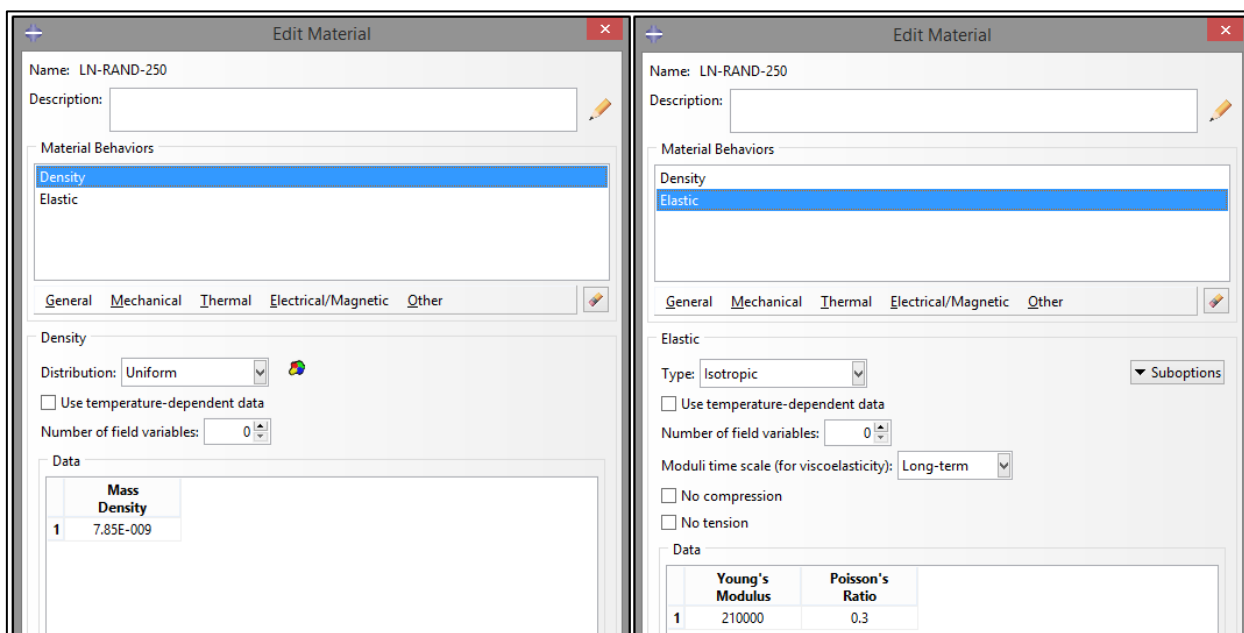 Edit Material
Name: LN-RAND-250
Description:
Material Behaviors
Density
Elastic
General Mechanical Thermal Electrical/Magnetic Other
Density
Distribution: Uniform
Use temperature-dependent data
Number of field variables: 0
Data
Mass
Density
1 7.85E-009
Edit Material
Name: LN-RAND-250
Description:
Material Behaviors
Density
Elastic
General Mechanical Thermal Electrical/Magnetic Other
Elastic
Type: Isotropic
Suboptions
Use temperature-dependent data
Number of field variables: 0
Moduli time scale (for viscoelasticity): Long-term
No compression
No tension
Data
Young's Poisson's
Modulus Ratio
1 210000 0.3